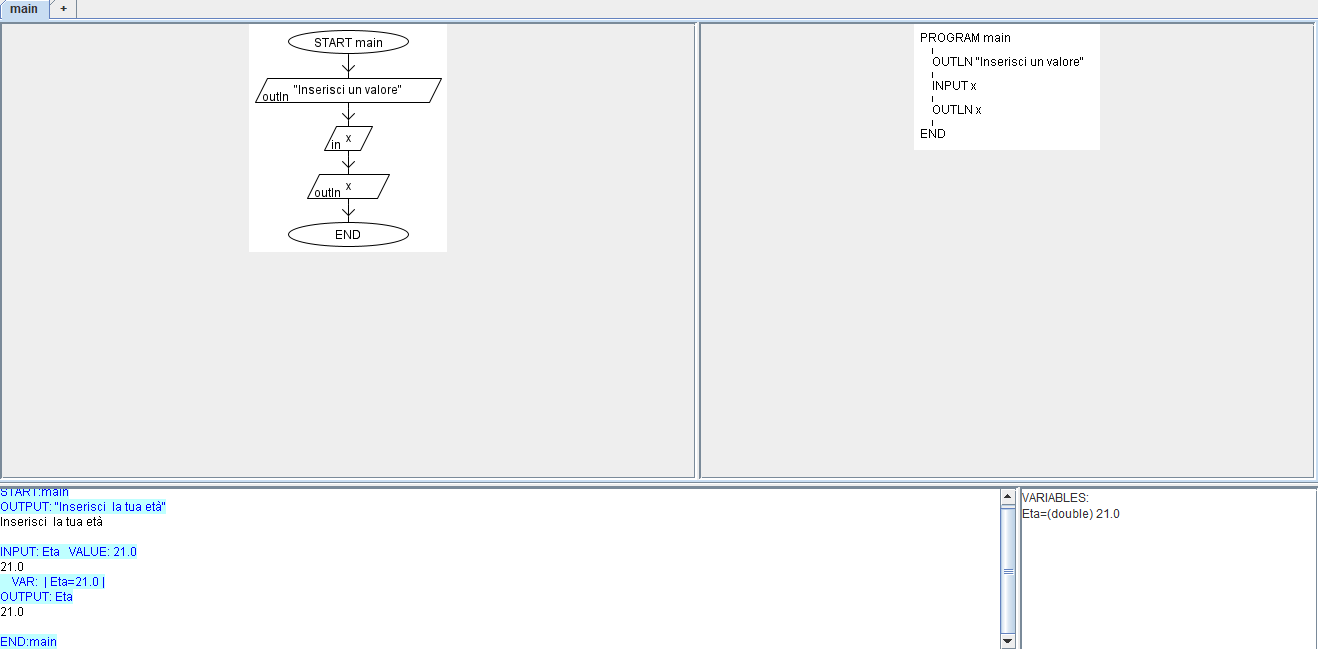 main +
START main
"Inserisci un valore"
outln
x
in
x
outln
END
PROGRAM main
OUTLN "Inserisci un valore"
INPUT x
OUTLN x
END
START:main
OUTPUT: "Inserisci  la tua età"
Inserisci  la tua età
INPUT: Eta   VALUE: 21.0
21.0
VAR:  | Eta=21.0 |
OUTPUT: Eta
21.0
END:main
VARIABLES:
Eta=(double) 21.0